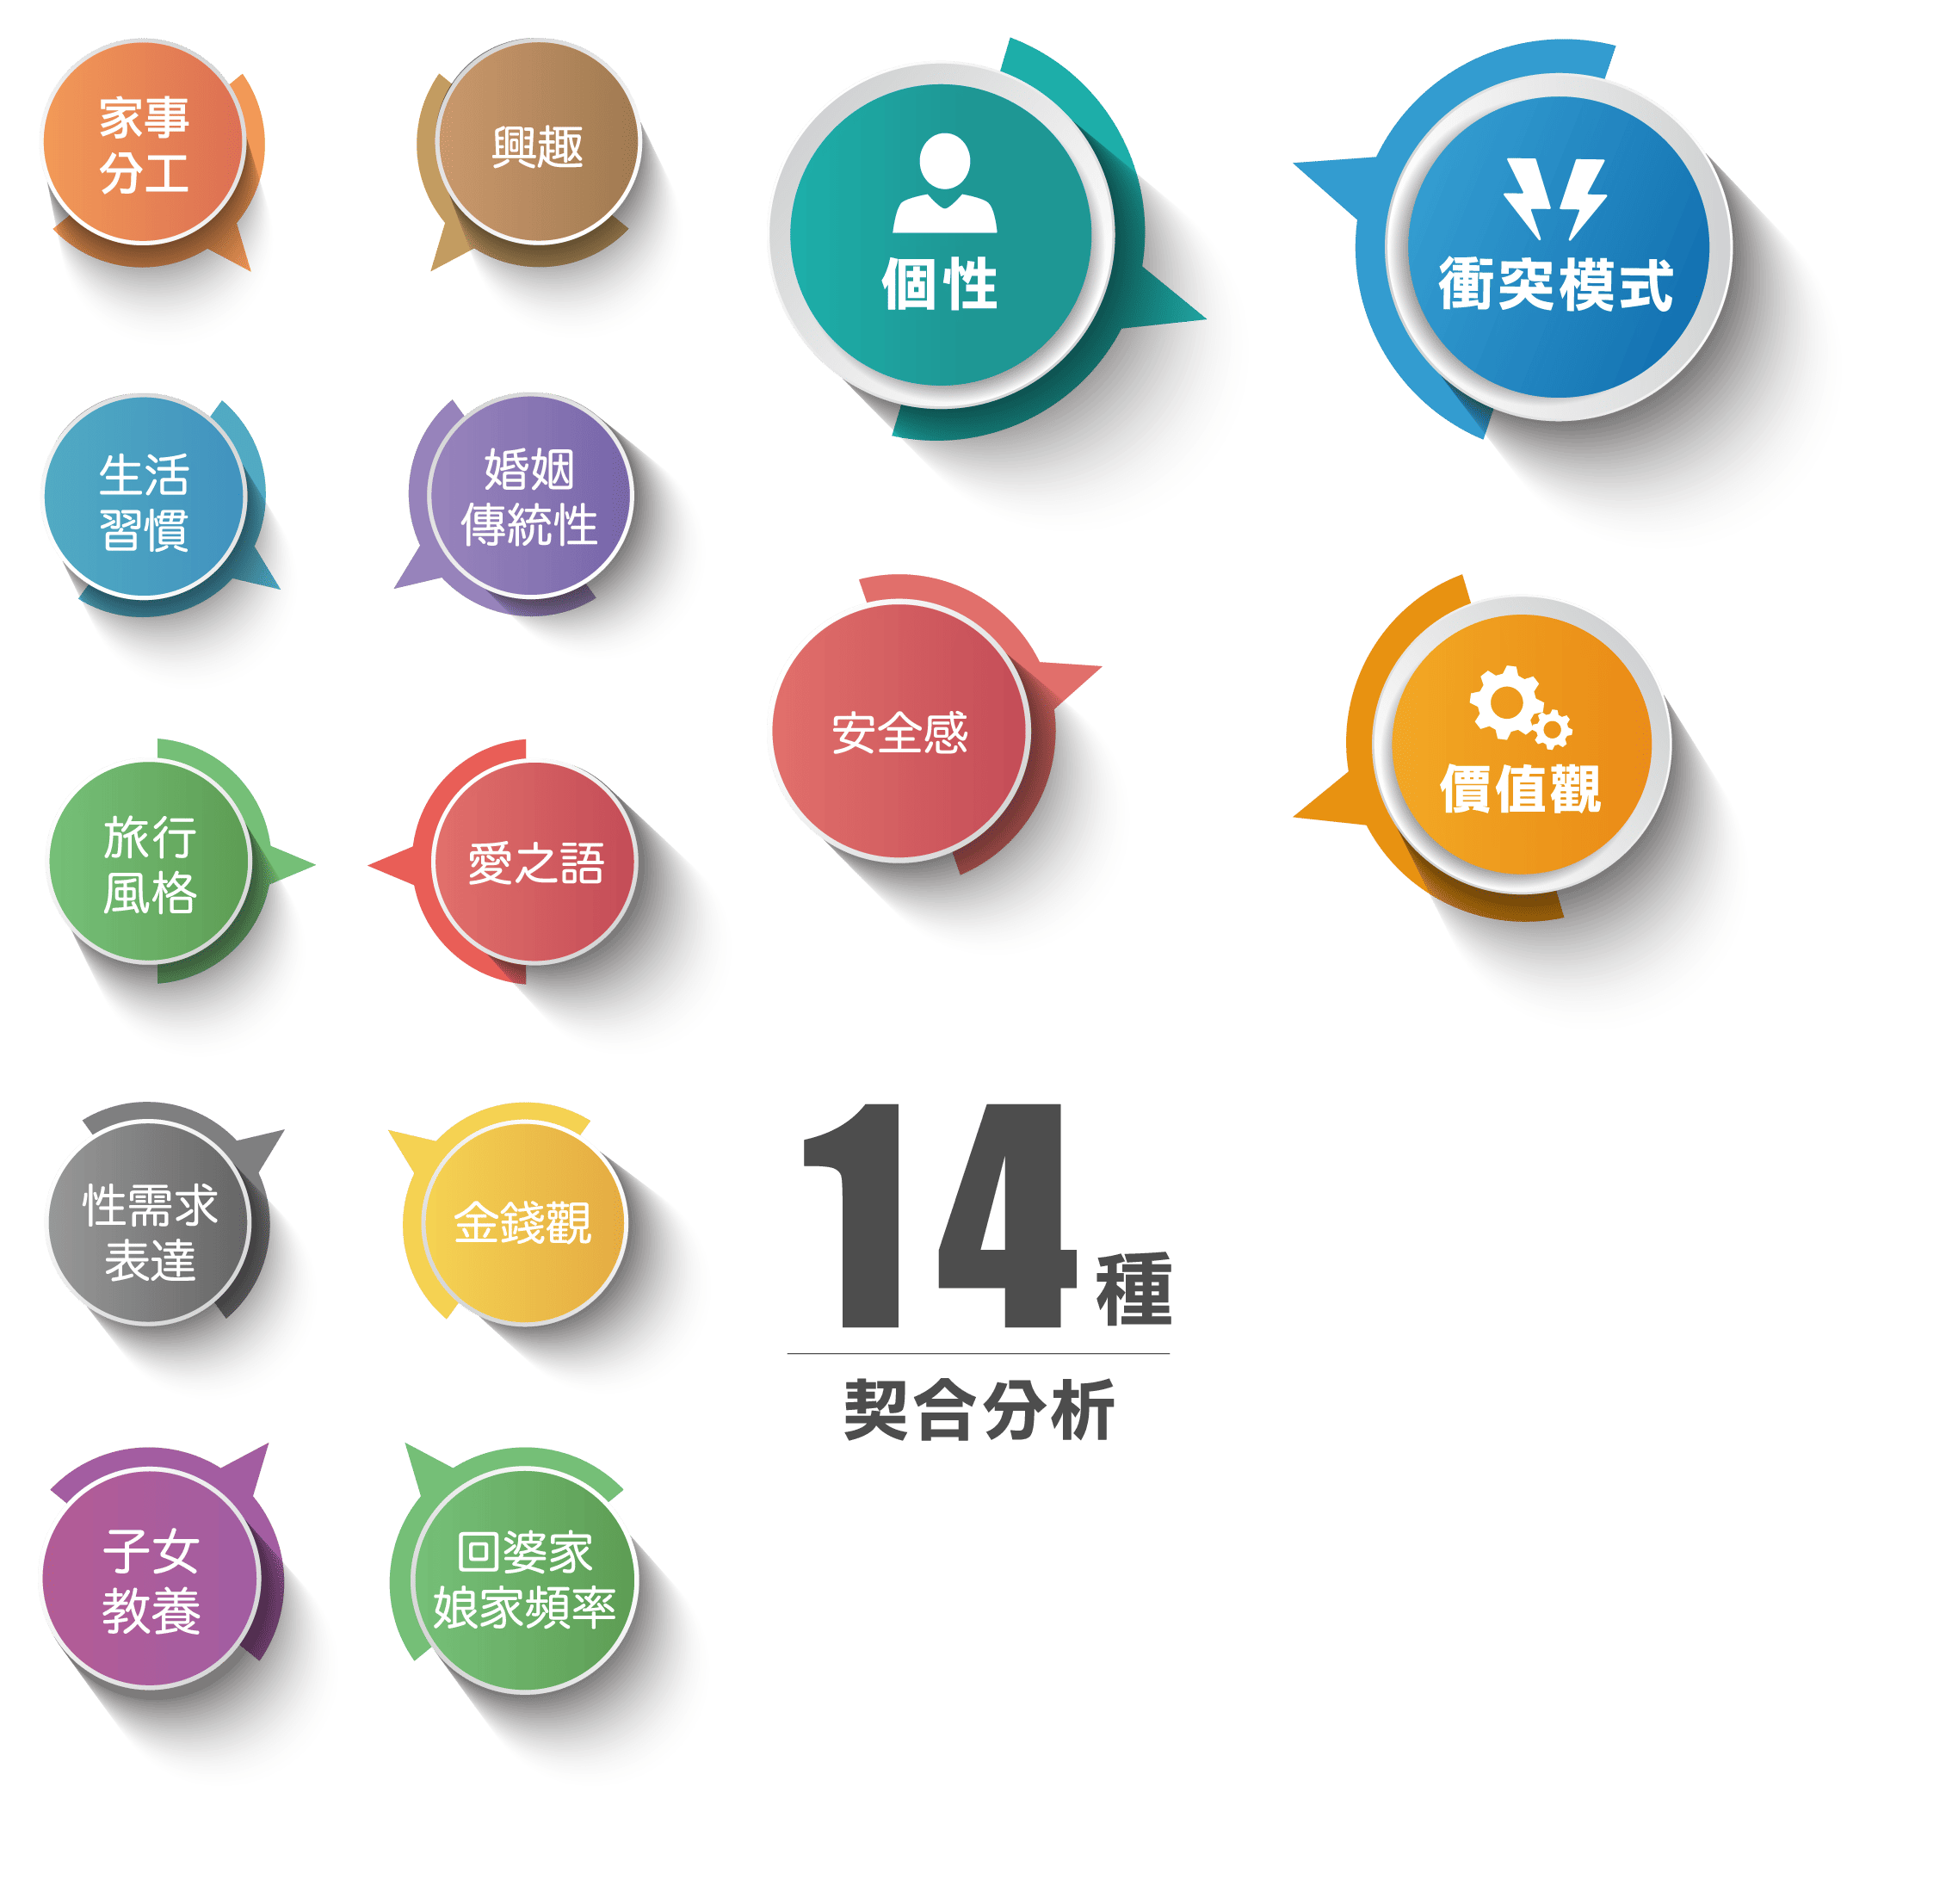 家事
分工
興趣
個性
衝突模式
生活
習慣
婚姻
傳統性
安全感
價值觀
旅行
風格
愛之語
性需求
表達
金錢觀
14種
契合分析
子女
教養
回婆家
娘家頻率